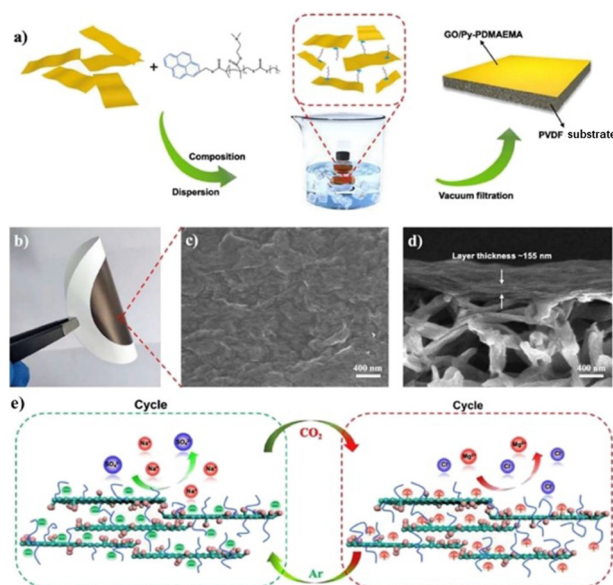 a)
GO/Py-PDMAEMA
PVDF substrate
Composition
Dispersion
Vacuum filtration
b)
c)
400 nm
d)
Layer thickness ~155 nm
400 nm
e)
Cycle
CO₂
Cycle
Ar